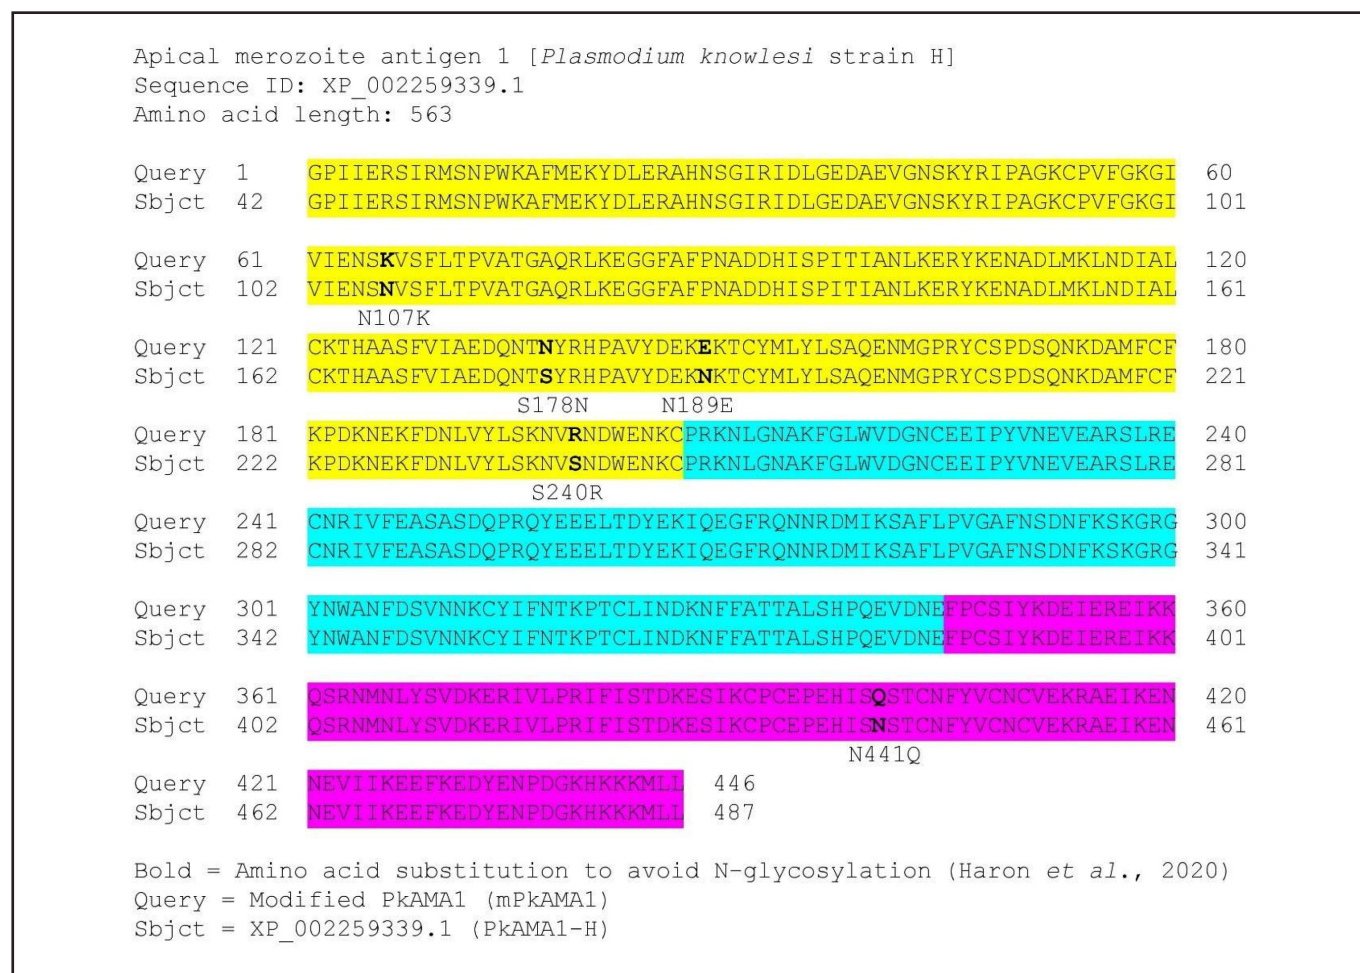 Apical merozoite antigen 1 [Plasmodium knowlesi strain H]
Sequence ID: XP_002259339.1
Amino acid length: 563
Query 1 GPIIERSIRMSNPWKAFMEKYDLERAHNSGIRIDLGEDAEVGNSKYRIPAGKCPVFGKGI 60
Sbjct 42 GPIIERSIRMSNPWKAFMEKYDLERAHNSGIRIDLGEDAEVGNSKYRIPAGKCPVFGKGI 101
Query 61 VIENSKVSFLTPVATGAQRLKEGGFAFPNADDHISPITIANLKERYKENADLMKLNDIAL 120
Sbjct 102 VIENSNVSFLTPVATGAQRLKEGGFAFPNADDHISPITIANLKERYKENADLMKLNDIAL 161
N107K
Query 121 CKTHAASFVIAEDQNTNYRHPAVYDEKEKTCYMLYLSAQENMGPRYCSPDSQNKDAMFCF 180
Sbjct 162 CKTHAASFVIAEDQNTSYRHPAVYDEKNKTCYMLYLSAQENMGPRYCSPDSQNKDAMFCF 221
S178N N189E
Query 181 KPDKNEKFDNLVYLSKNVRNDWENKCPRKNLGNAKFGLWVDGNCEEIPYVNEVEARSLRE 240
Sbjct 222 KPDKNEKFDNLVYLSKNVSNDWENKCPRKNLGNAKFGLWVDGNCEEIPYVNEVEARSLRE 281
S240R
Query 241 CNRIVFEASASDQPRQYEEELTDYEKIQEGFRQNNRDMIKSAFLPVGAFNSDNFKSKGRG 300
Sbjct 282 CNRIVFEASASDQPRQYEEELTDYEKIQEGFRQNNRDMIKSAFLPVGAFNSDNFKSKGRG 341
Query 301 YNWANFDSVNNKCYIFNTKPTCLINDKNFFATTALSHPQEVDNEFPCSIYKDEIEREIKK 360
Sbjct 342 YNWANFDSVNNKCYIFNTKPTCLINDKNFFATTALSHPQEVDNEFPCSIYKDEIEREIKK 401
Query 361 QSRNMNLYSVDKERIVLPRIFISTDKESIKCPCEPEHISQSTCNFYVCNCVEKRAEIKEN 420
Sbjct 402 QSRNMNLYSVDKERIVLPRIFISTDKESIKCPCEPEHISNSTCNFYVCNCVEKRAEIKEN 461
N441Q
Query 421 NEVIIKEEFKEDYENPDGKHKKKMLL 446
Sbjct 462 NEVIIKEEFKEDYENPDGKHKKKMLL 487
Bold = Amino acid substitution to avoid N-glycosylation (Haron et al., 2020)
Query = Modified PkAMA1 (mPkAMA1)
Sbjct = XP_002259339.1 (PkAMA1-H)